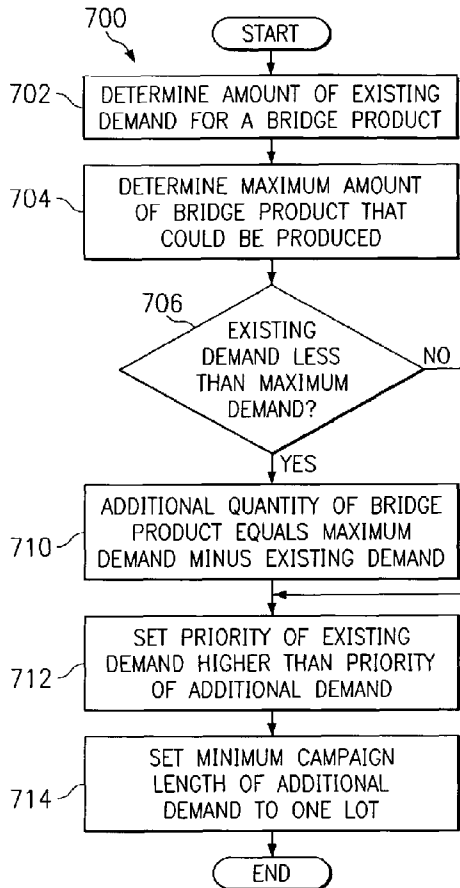 700
START
702
DETERMINE AMOUNT OF EXISTING
DEMAND FOR A BRIDGE PRODUCT
704
DETERMINE MAXIMUM AMOUNT
OF BRIDGE PRODUCT THAT
COULD BE PRODUCED
706
EXISTING
DEMAND LESS
THAN MAXIMUM
DEMAND?
NO
YES
710
ADDITIONAL QUANTITY OF BRIDGE
PRODUCT EQUALS MAXIMUM
DEMAND MINUS EXISTING DEMAND
712
SET PRIORITY OF EXISTING
DEMAND HIGHER THAN PRIORITY
OF ADDITIONAL DEMAND
714
SET MINIMUM CAMPAIGN
LENGTH OF ADDITIONAL
DEMAND TO ONE LOT
END